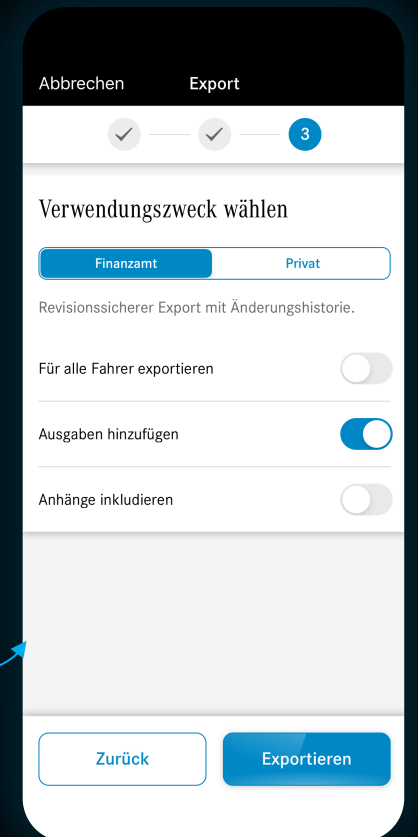 Abbrechen
Export
3
Verwendungszweck wählen
Finanzamt
Privat
Revisionssicherer Export mit Änderungshistorie.
Für alle Fahrer exportieren
Ausgaben hinzufügen
Anhänge inkludieren
Zurück
Exportieren